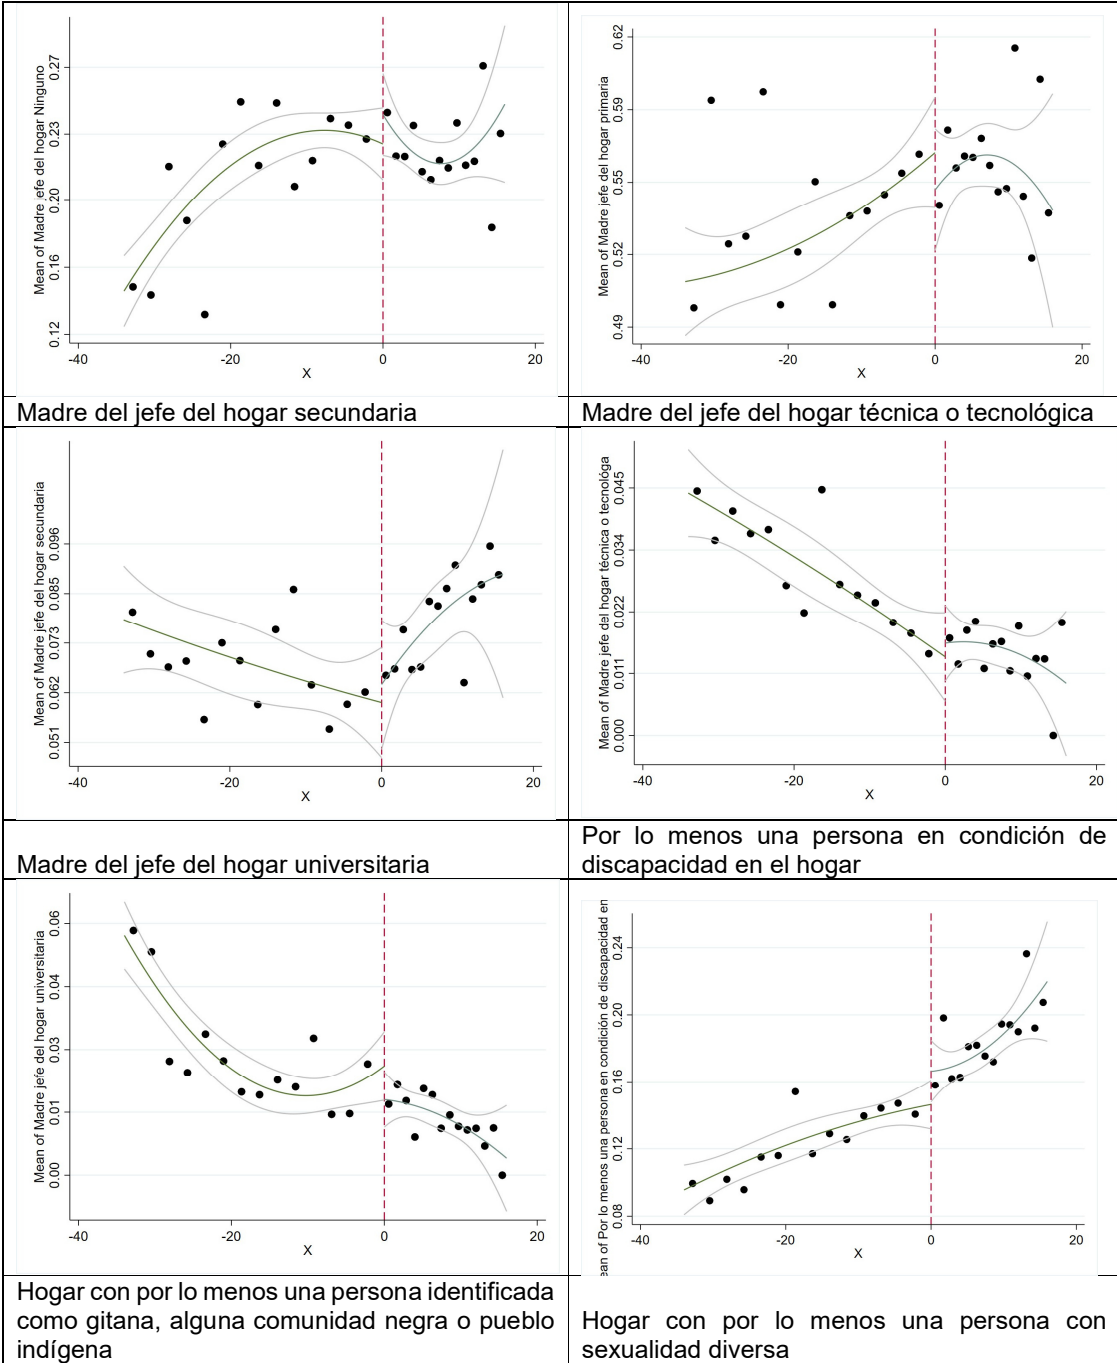 Mean of Madre jefe del hogar Ninguno
0.27
0.23
0.20
0.16
0.12
-40
-20
0
20
X
Mean of Madre jefe del hogar primaria
0.62
0.59
0.55
0.52
0.49
-40
-20
0
20
X
Madre del jefe del hogar secundaria
Madre del jefe del hogar técnica o tecnológica
Mean of Madre jefe del hogar secundaria
0.096
0.085
0.073
0.062
0.051
-40
-20
0
20
X
Mean of Madre jefe del hogar técnica o tecnológa
0.045
0.034
0.022
0.011
0.000
-40
-20
0
20
X
Madre del jefe del hogar universitaria
Por lo menos una persona en condición de
discapacidad en el hogar
Mean of Madre jefe del hogar universitaria
0.06
0.04
0.03
0.01
0.00
-40
-20
0
20
X
ean of Por lo menos una persona en condición de discapacidad en
0.24
0.20
0.16
0.12
0.08
-40
-20
0
20
X
Hogar con por lo menos una persona identificada
como gitana, alguna comunidad negra o pueblo
indígena
Hogar con por lo menos una persona con
sexualidad diversa